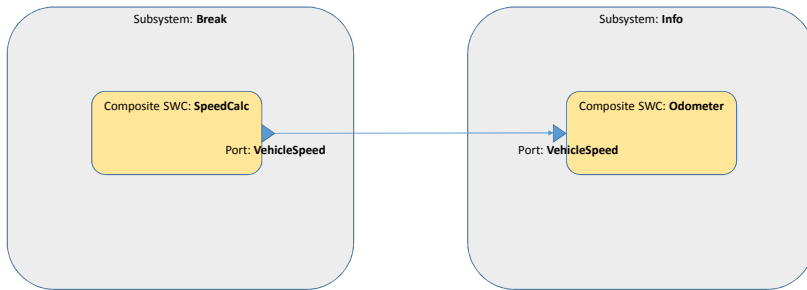 Subsystem: Break
Subsystem: Info
Composite SWC: SpeedCalc
Composite SWC: Odometer
Port: VehicleSpeed
Port: VehicleSpeed